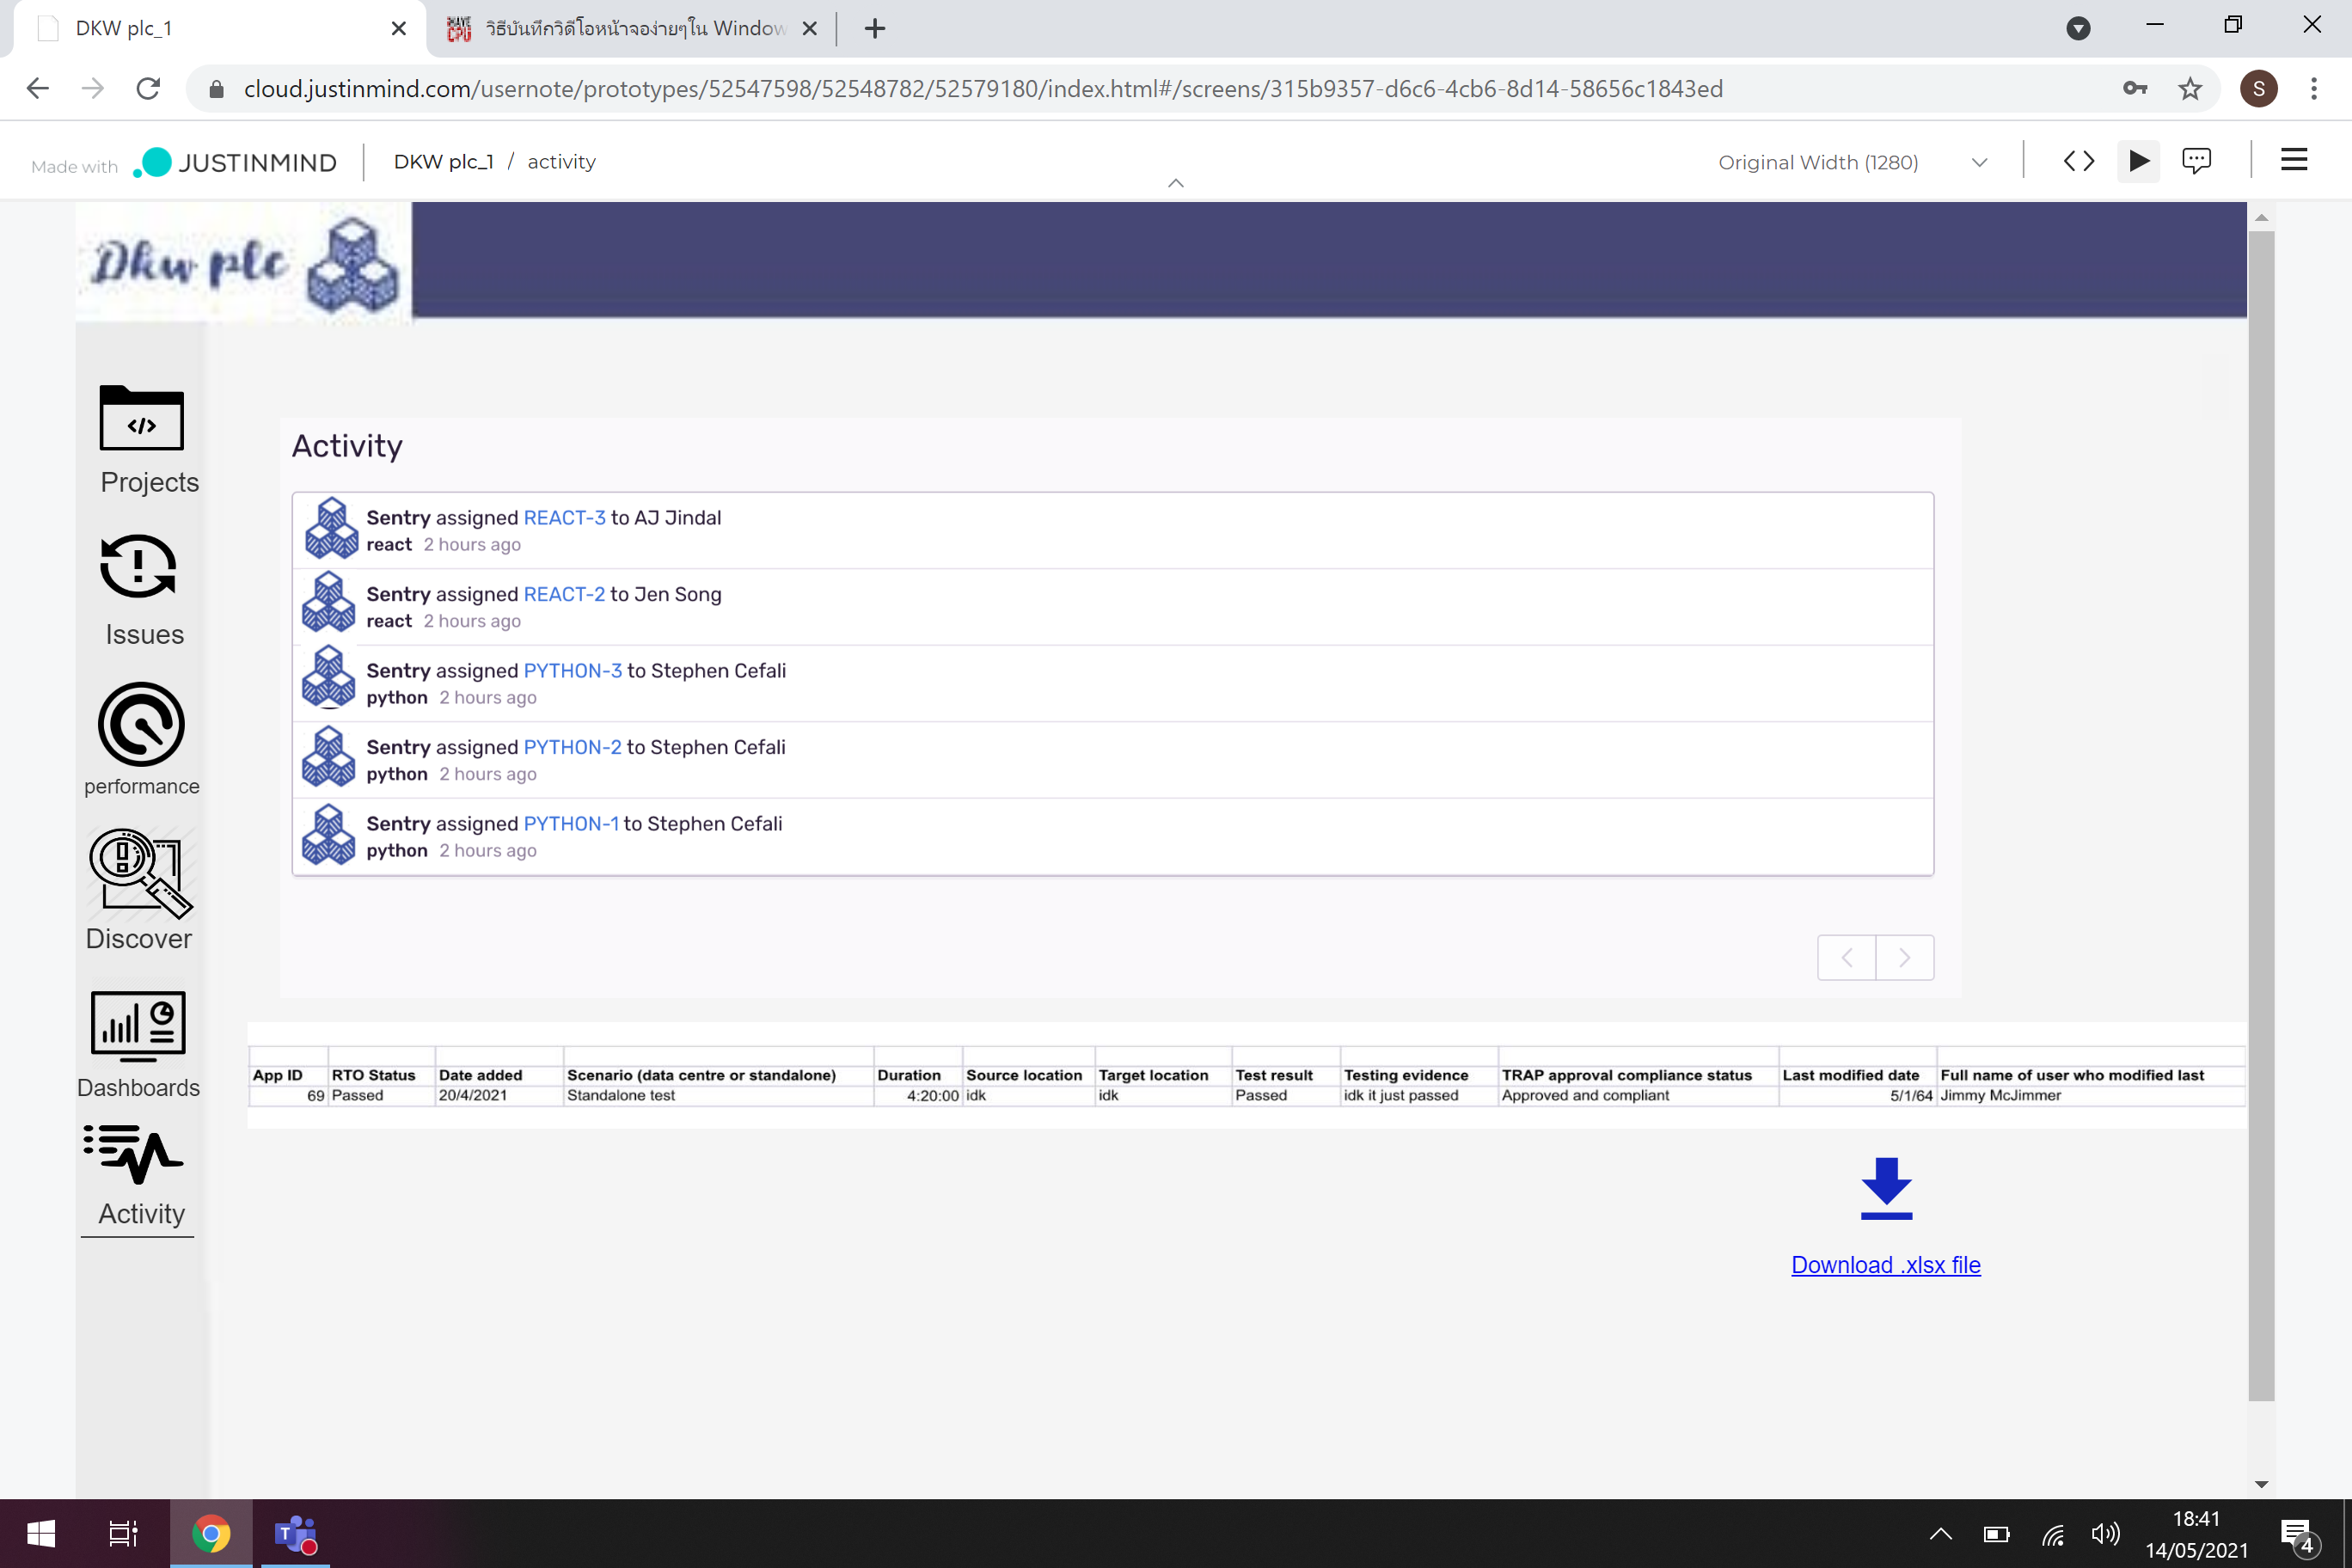 DKW plc_1
วิธีบันทึกวิดีโอหน้าจอง่ายๆใน Window
cloud.justinmind.com/usernote/prototypes/52547598/52548782/52579180/index.html#/screens/315b9357-d6c6-4cb6-8d14-58656c1843ed
S
Made with JUSTINMIND
DKW plc_1 / activity
Original Width (1280)
Dkw plc
Projects
Issues
performance
Discover
Dashboards
Activity
Activity
Sentry assigned REACT-3 to AJ Jindal
react 2 hours ago
Sentry assigned REACT-2 to Jen Song
react 2 hours ago
Sentry assigned PYTHON-3 to Stephen Cefali
python 2 hours ago
Sentry assigned PYTHON-2 to Stephen Cefali
python 2 hours ago
Sentry assigned PYTHON-1 to Stephen Cefali
python 2 hours ago
App ID RTO Status Date added Scenario (data centre or standalone) Duration Source location Target location Test result Testing evidence TRAP approval compliance status Last modified date Full name of user who modified last
69 Passed 20/4/2021 Standalone test 4:20:00 idk idk Passed idk it just passed Approved and compliant 5/1/64 Jimmy McJimmer
Download .xlsx file
18:41
14/05/2021
4